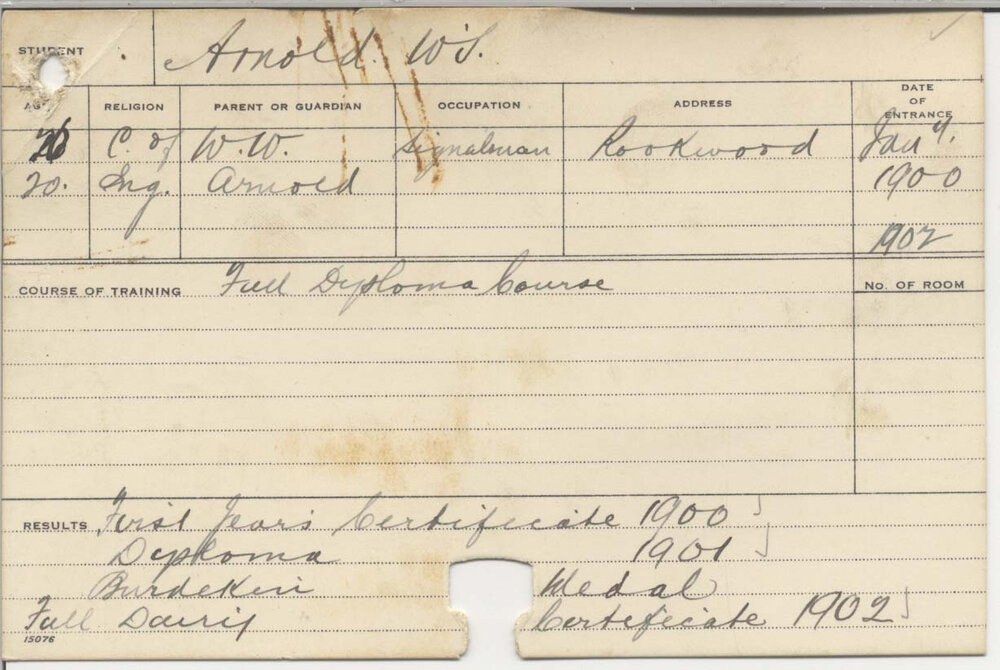 STUDENT Arnold. W.S.
AGE RELIGION PARENT OR GUARDIAN OCCUPATION ADDRESS DATE OF ENTRANCE
C. of W.W. Signalman Rookwood Jan
20. Eng. Arnold 1900
1902
COURSE OF TRAINING Full Diploma Course No. OF ROOM
RESULTS First Years Certificate 1900
Diploma 1901
Burdekin Medal
Full Dairy Certificate 1902
15076